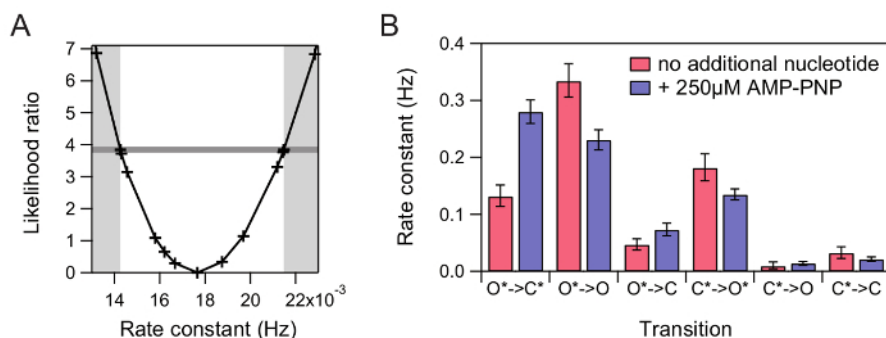 A
Likelihood ratio
7
6
5
4
3
2
1
0
14
16
18
20
22x10-3
Rate constant (Hz)
B
Rate constant (Hz)
0.4
0.3
0.2
0.1
0.0
no additional nucleotide
+ 250µM AMP-PNP
O*->C*
O*->O
O*->C
C*->O*
C*->O
C*->C
Transition